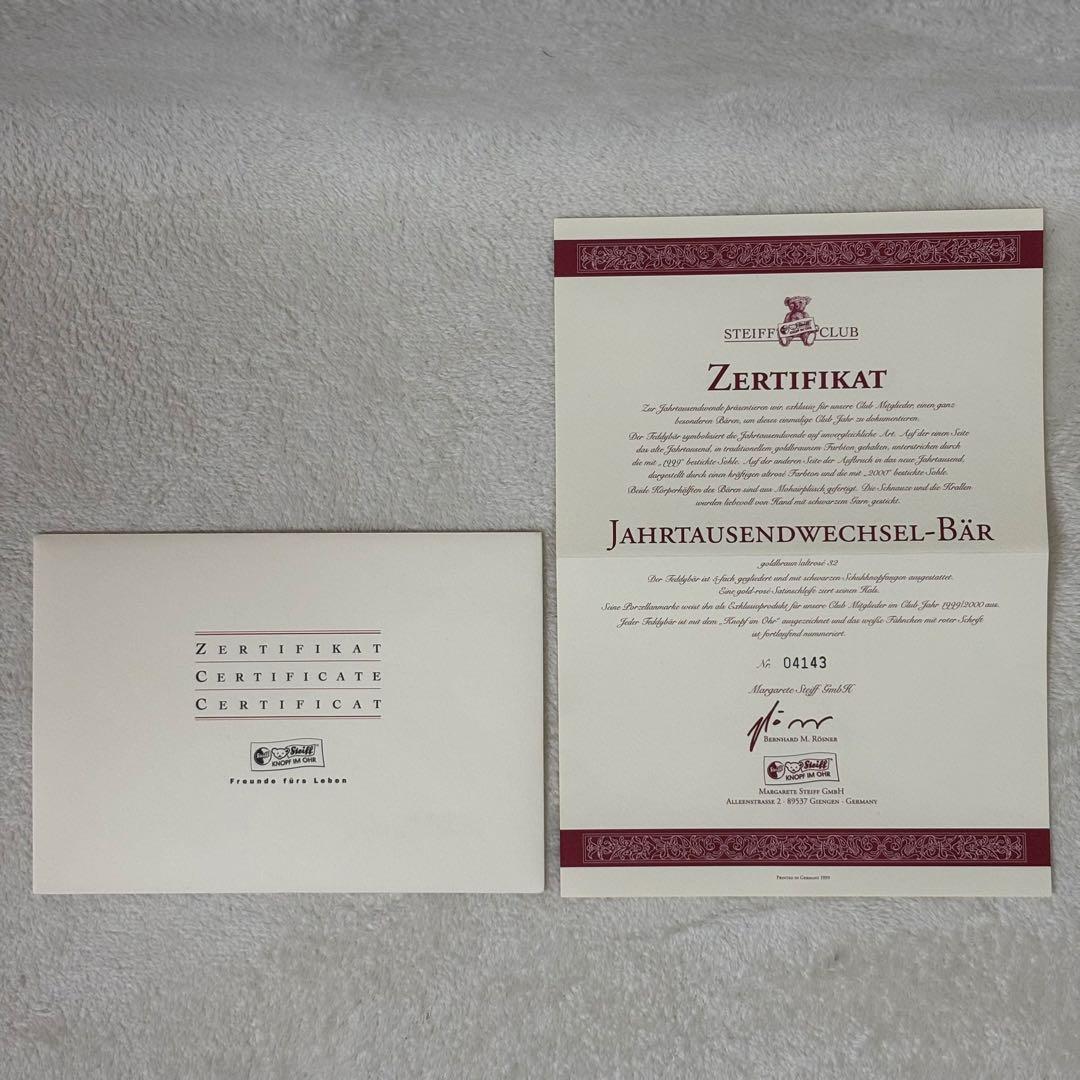 ZERTIFIKAT
CERTIFICATE
CERTIFICAT
Steiff
KNOPF IM OHR
Freunde fürs Leben
STEIFF CLUB
ZERTIFIKAT
Zur Jahrtausendwende präsentieren wir, exklusiv für unsere Club Mitglieder, einen ganz
besonderen Bären, um dieses einmalige Club Jahr zu dokumentieren.
Der Teddybär symbolisiert die Jahrtausendwende auf unvergleichliche Art. Auf der einen Seite
das alte Jahrtausend, in traditionellem goldbraunem Farbton gehalten, unterstrichen durch
die mit „1999" bestickte Sohle. Auf der anderen Seite der Aufbruch in das neue Jahrtausend,
dargestellt durch einen kräftigen altrosé Farbton und die mit „2000" bestickte Sohle.
Beide Körperhälften des Bären sind aus Mohairplüsch gefertigt. Die Schnauze und die Krallen
wurden liebevoll von Hand mit schwarzem Garn gestickt.
JAHRTAUSENDWECHSEL-BÄR
goldbraun/altrosé 32
Der Teddybär ist 5-fach gegliedert und mit schwarzen Schuhknopfaugen ausgestattet.
Eine gold-rosé Satinschleife ziert seinen Hals.
Seine Porzellanmarke weist ihn als Exklusivprodukt für unsere Club Mitglieder im Club Jahr 1999/2000 aus.
Jeder Teddybär ist mit dem „Knopf im Ohr" ausgezeichnet und das weiße Fähnchen mit roter Schrift
ist fortlaufend nummeriert.
Nr. 04143
Margarete Steiff GmbH
BERNHARD M. RÖSNER
Steiff
KNOPF IM OHR
MARGARETE STEIFF GMBH
ALLEENSTRASSE 2 · 89537 GIENGEN · GERMANY
PRINTED IN GERMANY 1999